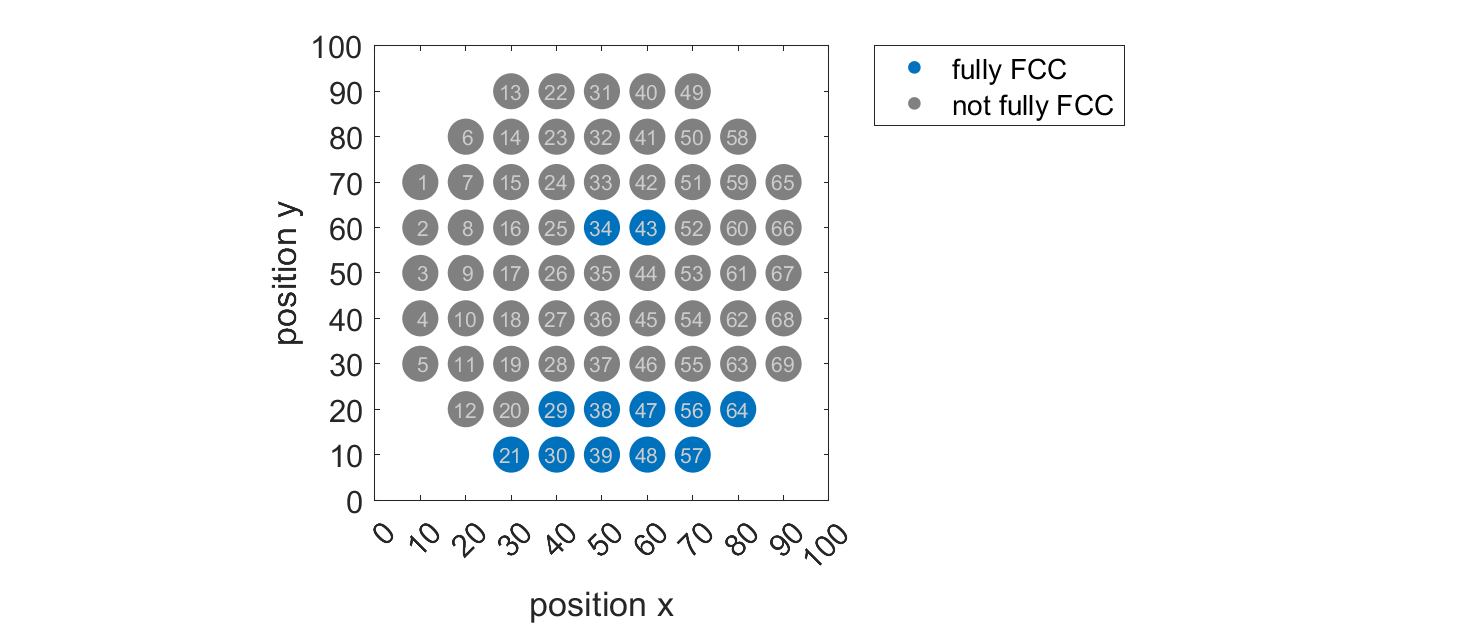 100
90
80
70
60
50
40
30
20
10
0
position y
13 22 31 40 49
6 14 23 32 41 50 58
1 7 15 24 33 42 51 59 65
2 8 16 25 34 43 52 60 66
3 9 17 26 35 44 53 61 67
4 10 18 27 36 45 54 62 68
5 11 19 28 37 46 55 63 69
12 20 29 38 47 56 64
21 30 39 48 57
0 10 20 30 40 50 60 70 80 90 100
position x
fully FCC
not fully FCC